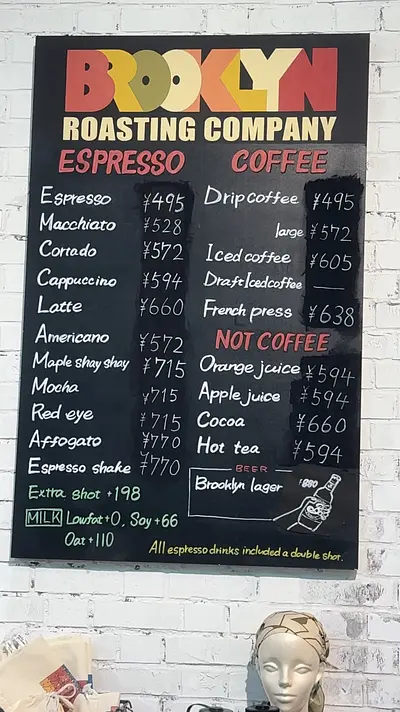 BROOKLYN
ROASTING COMPANY
ESPRESSO
Espresso ¥495
Macchiato ¥528
Corrado ¥572
Cappuccino ¥594
Latte ¥660
Americano ¥572
Maple shay shay ¥715
Mocha ¥715
Red eye ¥715
Affogato ¥770
Espresso shake ¥770
Extra shot +198
MILK Lowfat+0, Soy+66
Oat+110
COFFEE
Drip coffee ¥495
large ¥572
Iced coffee ¥605
Draft Iced coffee —
French press ¥638
NOT COFFEE
Orange juice ¥594
Apple juice ¥594
Cocoa ¥660
Hot tea ¥594
BEER
Brooklyn lager ¥880
All espresso drinks included a double shot.